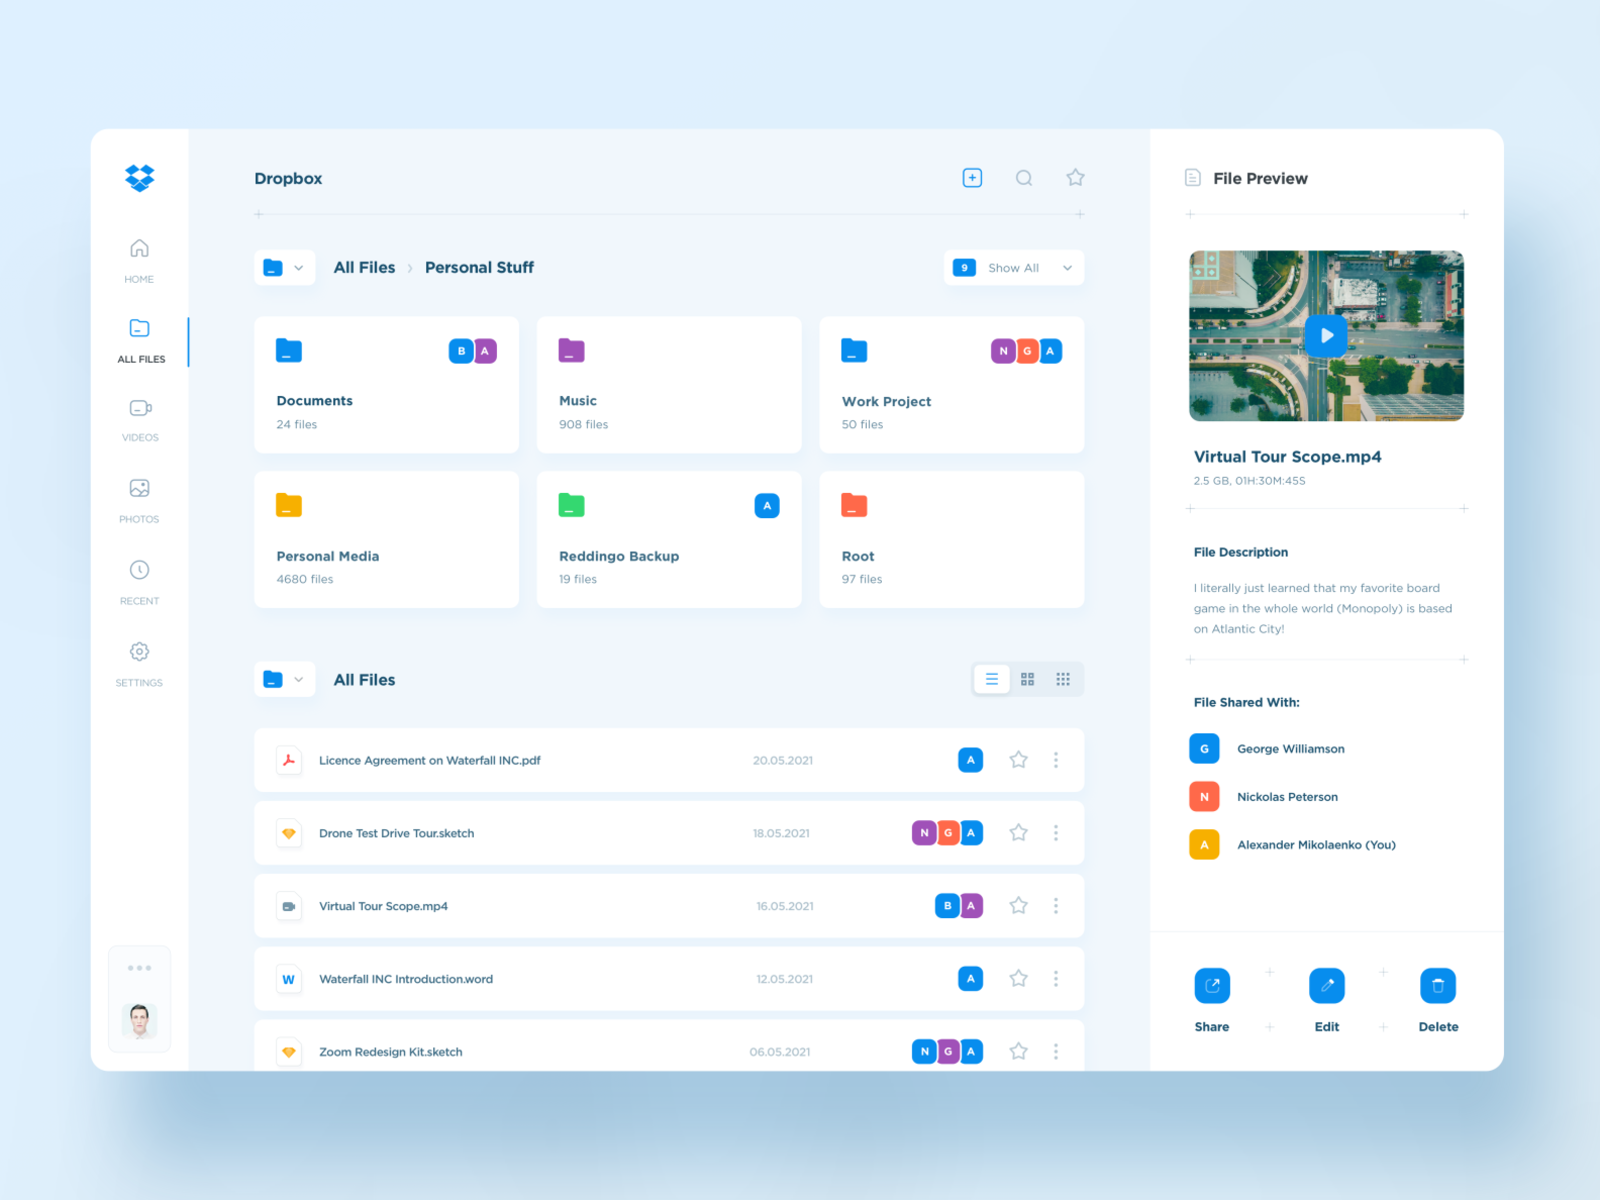 Dropbox
HOME
ALL FILES
VIDEOS
PHOTOS
RECENT
SETTINGS
All Files
Personal Stuff
9
Show All
B
A
Documents
24 files
Music
908 files
N
G
A
Work Project
50 files
Personal Media
4680 files
A
Reddingo Backup
19 files
Root
97 files
All Files
Licence Agreement on Waterfall INC.pdf
20.05.2021
A
Drone Test Drive Tour.sketch
18.05.2021
N
G
A
Virtual Tour Scope.mp4
16.05.2021
B
A
W
Waterfall INC Introduction.word
12.05.2021
A
Zoom Redesign Kit.sketch
06.05.2021
N
G
A
File Preview
Virtual Tour Scope.mp4
2.5 GB, 01H:30M:45S
File Description
I literally just learned that my favorite board
game in the whole world (Monopoly) is based
on Atlantic City!
File Shared With:
G
George Williamson
N
Nickolas Peterson
A
Alexander Mikolaenko (You)
Share
Edit
Delete